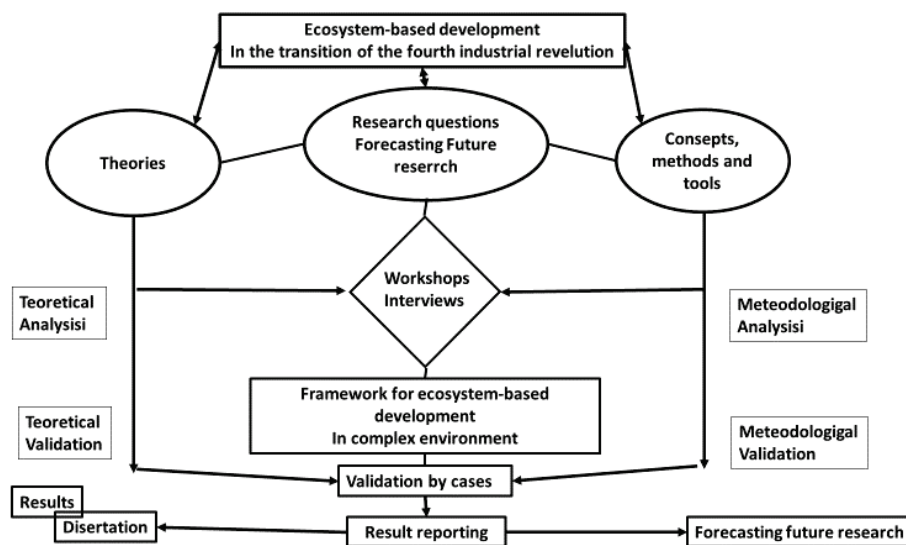 Ecosystem-based development
In the transition of the fourth industrial revelution
Research questions
Forecasting Future
reserrch
Theories
Consepts,
methods and
tools
Workshops
Interviews
Teoretical
Analysisi
Meteodologigal
Analysisi
Framework for ecosystem-based
development
In complex environment
Teoretical
Validation
Meteodologigal
Validation
Validation by cases
Results
Disertation
Result reporting
Forecasting future research